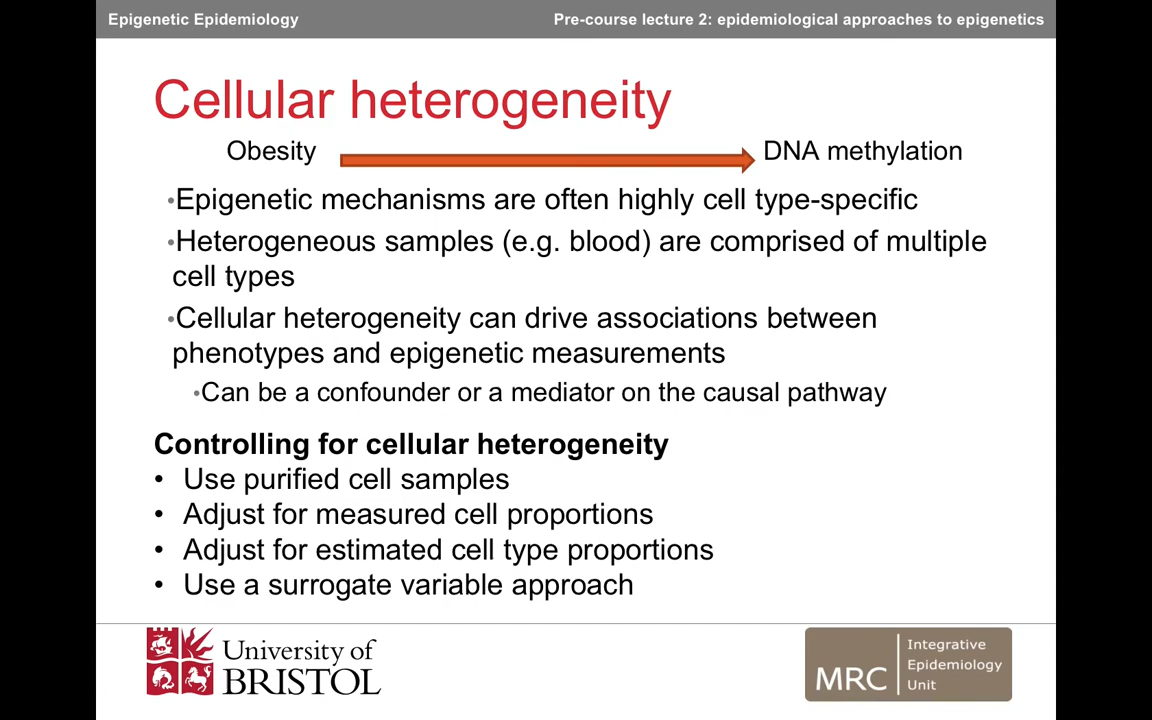 Epigenetic Epidemiology
Pre-course lecture 2: epidemiological approaches to epigenetics
Cellular heterogeneity
Obesity
DNA methylation
•Epigenetic mechanisms are often highly cell type-specific
•Heterogeneous samples (e.g. blood) are comprised of multiple
cell types
•Cellular heterogeneity can drive associations between
phenotypes and epigenetic measurements
•Can be a confounder or a mediator on the causal pathway
Controlling for cellular heterogeneity
• Use purified cell samples
• Adjust for measured cell proportions
• Adjust for estimated cell type proportions
• Use a surrogate variable approach
University of
BRISTOL
MRC
Integrative
Epidemiology
Unit